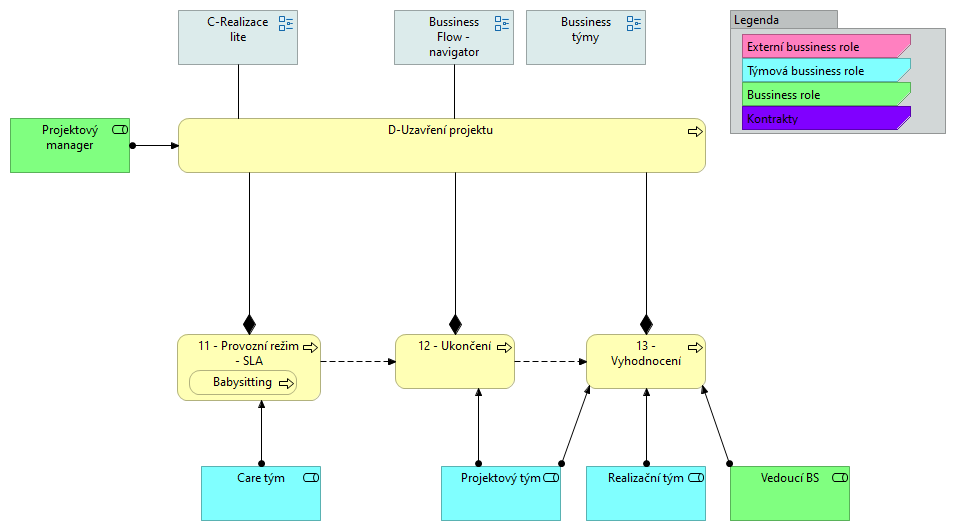 C-Realizace
lite
Bussiness
Flow -
navigator
Bussiness
týmy
Legenda
Externí bussiness role
Týmová bussiness role
Bussiness role
Kontrakty
Projektový
manager
D-Uzavření projektu
11 - Provozní režim
- SLA
Babysitting
12 - Ukončení
13 -
Vyhodnocení
Care tým
Projektový tým
Realizační tým
Vedoucí BS